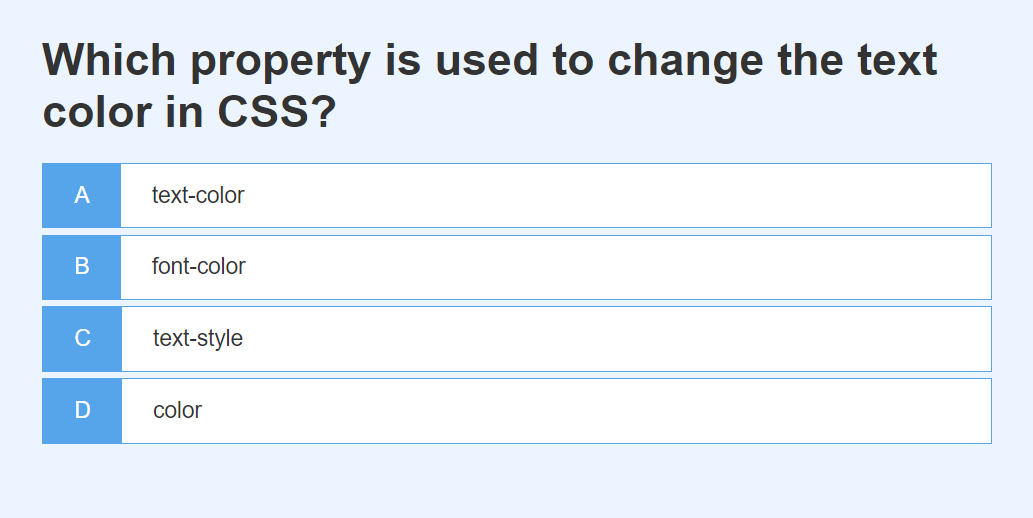 Which property is used to change the text
color in CSS?
A text-color
B font-color
C text-style
D color